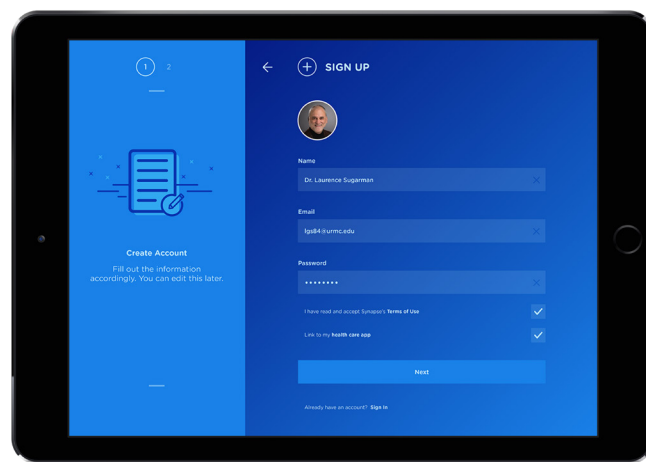 1 2
Create Account
Fill out the information
accordingly. You can edit this later.
SIGN UP
Name
Dr. Laurence Sugarman
Email
lgs84@urmc.edu
Password
••••••••
I have read and accept Synapse's Terms of Use
Link to my health care app
Next
Already have an account? Sign In